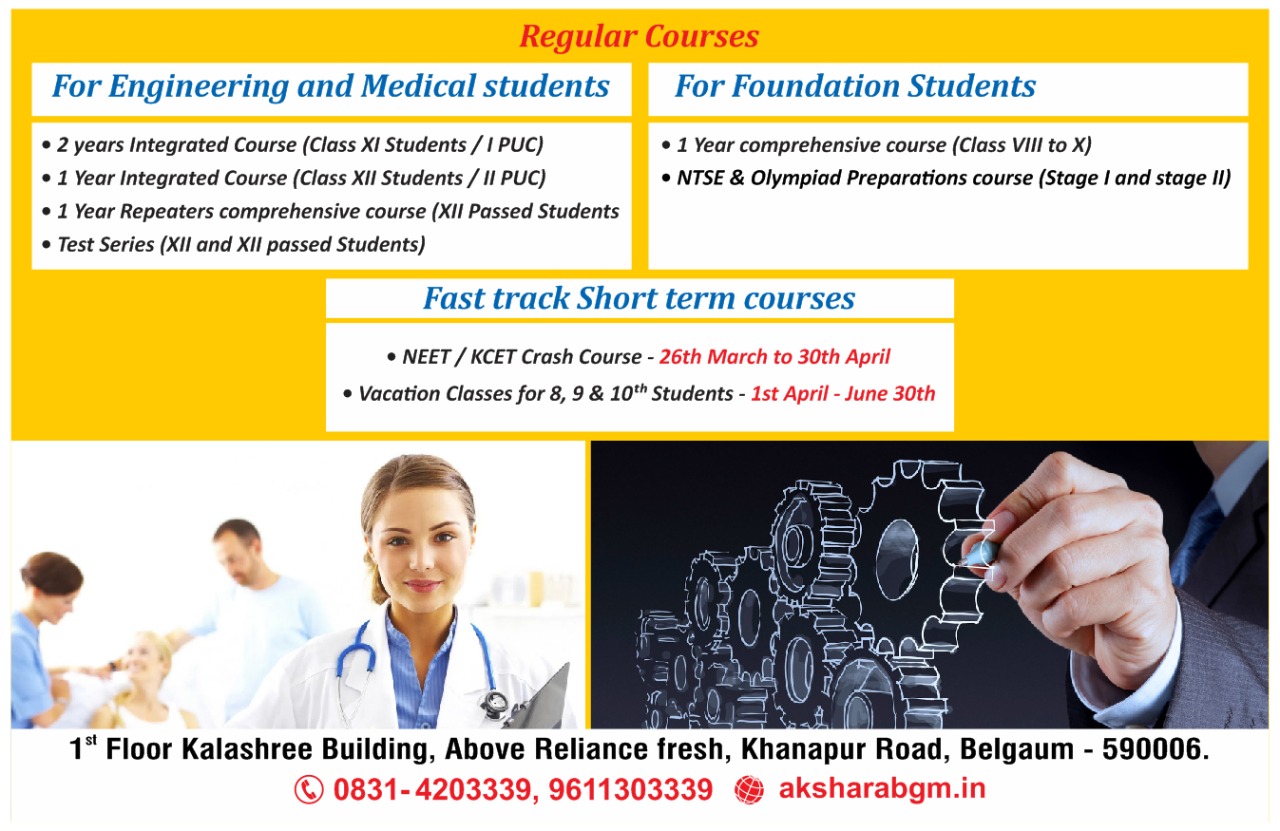 Regular Courses
For Engineering and Medical students
• 2 years Integrated Course (Class XI Students / I PUC)
• 1 Year Integrated Course (Class XII Students / II PUC)
• 1 Year Repeaters comprehensive course (XII Passed Students
• Test Series (XII and XII passed Students)
For Foundation Students
• 1 Year comprehensive course (Class VIII to X)
• NTSE & Olympiad Preparations course (Stage I and stage II)
Fast track Short term courses
• NEET / KCET Crash Course - 26th March to 30th April
• Vacation Classes for 8, 9 & 10th Students - 1st April - June 30th
1st Floor Kalashree Building, Above Reliance fresh, Khanapur Road, Belgaum - 590006.
0831- 4203339, 9611303339 aksharabgm.in